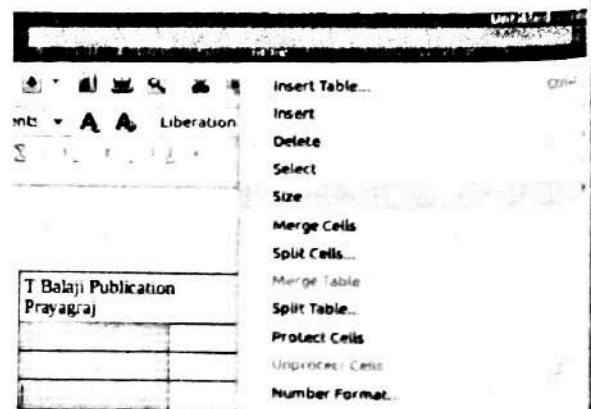 Untitled
Table
Insert Table...
Ctrl+
Insert
Liberation
Delete
Σ
Select
Size
Merge Cells
Split Cells...
Merge Table
T Balaji Publication
Prayagraj
Split Table...
Protect Cells
Unprotect Cells
Number Format...